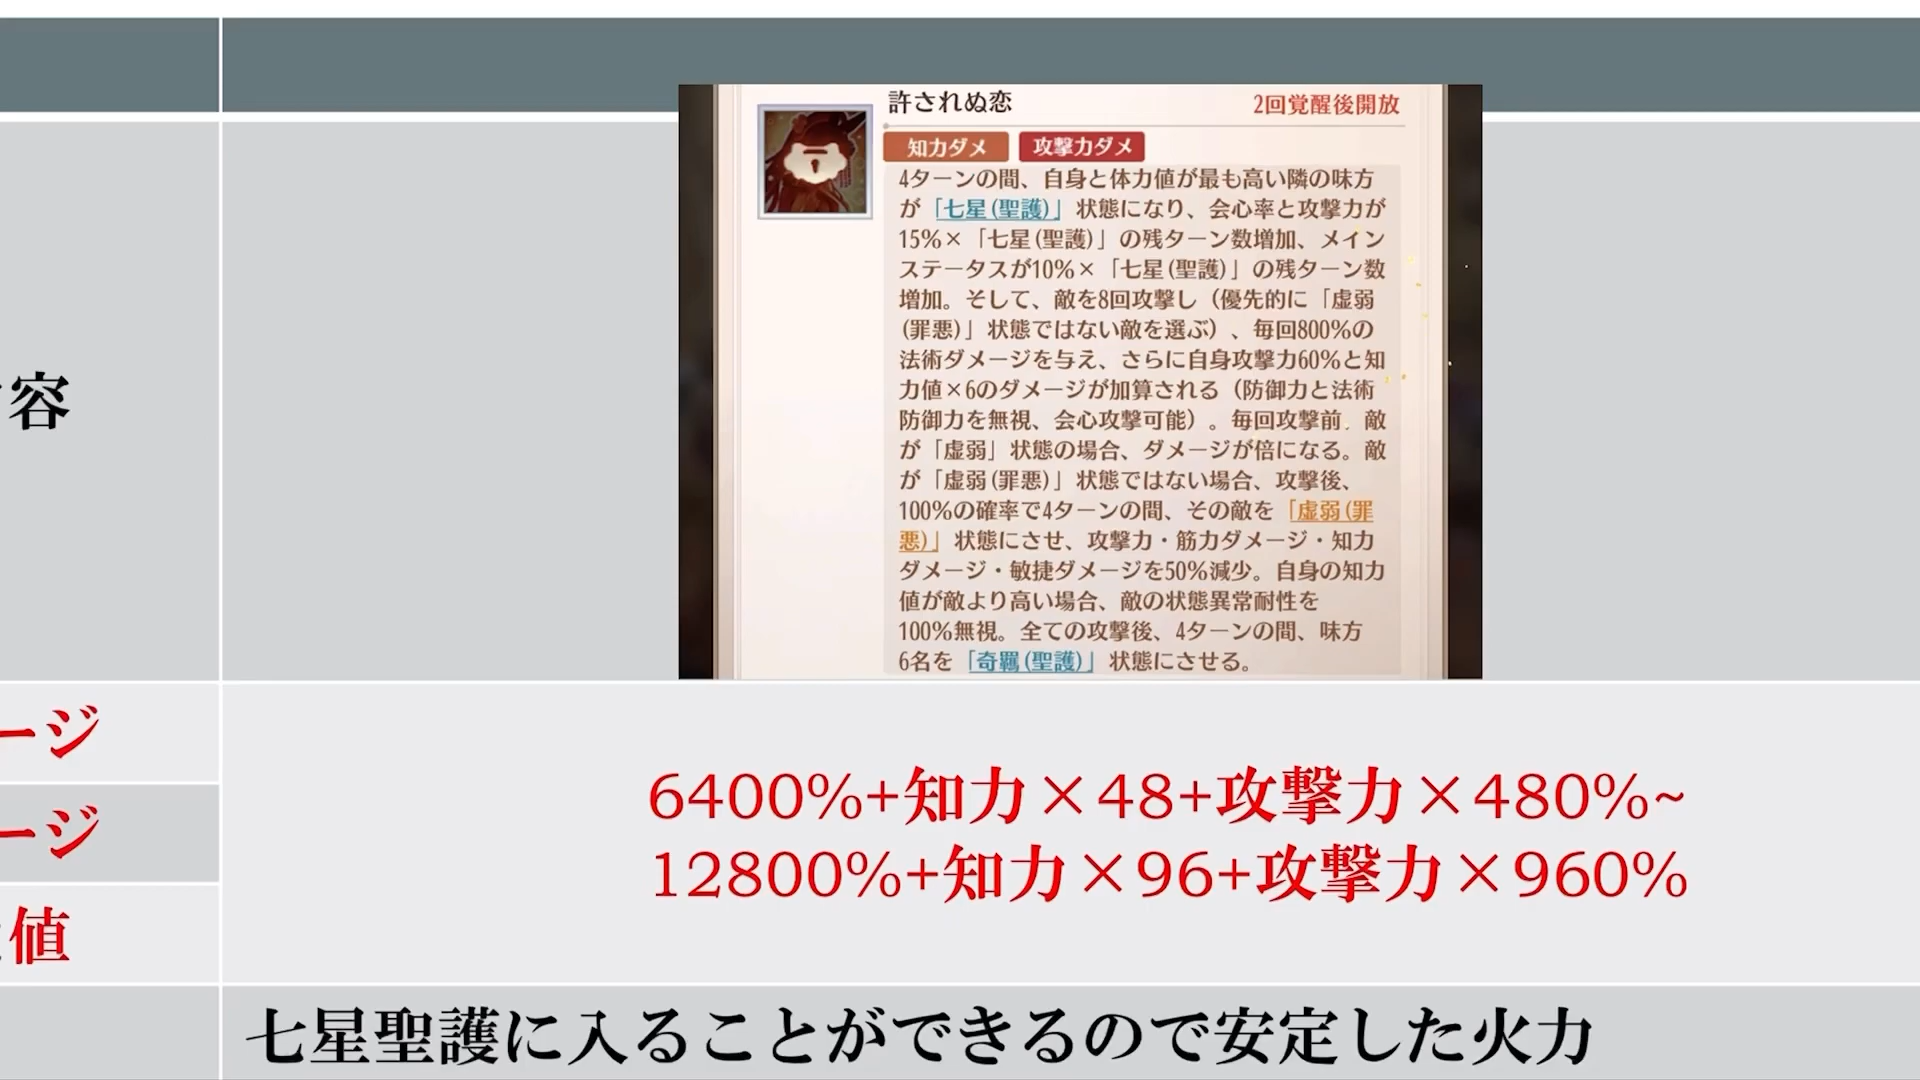 許されぬ恋
2回覚醒後開放
知力ダメ
攻撃力ダメ
4ターンの間、自身と体力値が最も高い隣の味方
が「七星(聖護)」状態になり、会心率と攻撃力が
15%×「七星(聖護)」の残ターン数増加、メイン
ステータスが10%×「七星(聖護)」の残ターン数
増加。そして、敵を8回攻撃し（優先的に「虚弱
(罪悪)」状態ではない敵を選ぶ）、毎回800%の
法術ダメージを与え、さらに自身攻撃力60%と知
力値×6のダメージが加算される（防御力と法術
防御力を無視、会心攻撃可能）。毎回攻撃前、敵
が「虚弱」状態の場合、ダメージが倍になる。敵
が「虚弱(罪悪)」状態ではない場合、攻撃後、
100%の確率で4ターンの間、その敵を「虚弱(罪
悪)」状態にさせ、攻撃力・筋力ダメージ・知力
ダメージ・敏捷ダメージを50%減少。自身の知力
値が敵より高い場合、敵の状態異常耐性を
100%無視。全ての攻撃後、4ターンの間、味方
6名を「奇羈(聖護)」状態にさせる。
容
ージ
ージ
値
6400%+知力×48+攻撃力×480%~
12800%+知力×96+攻撃力×960%
七星聖護に入ることができるので安定した火力